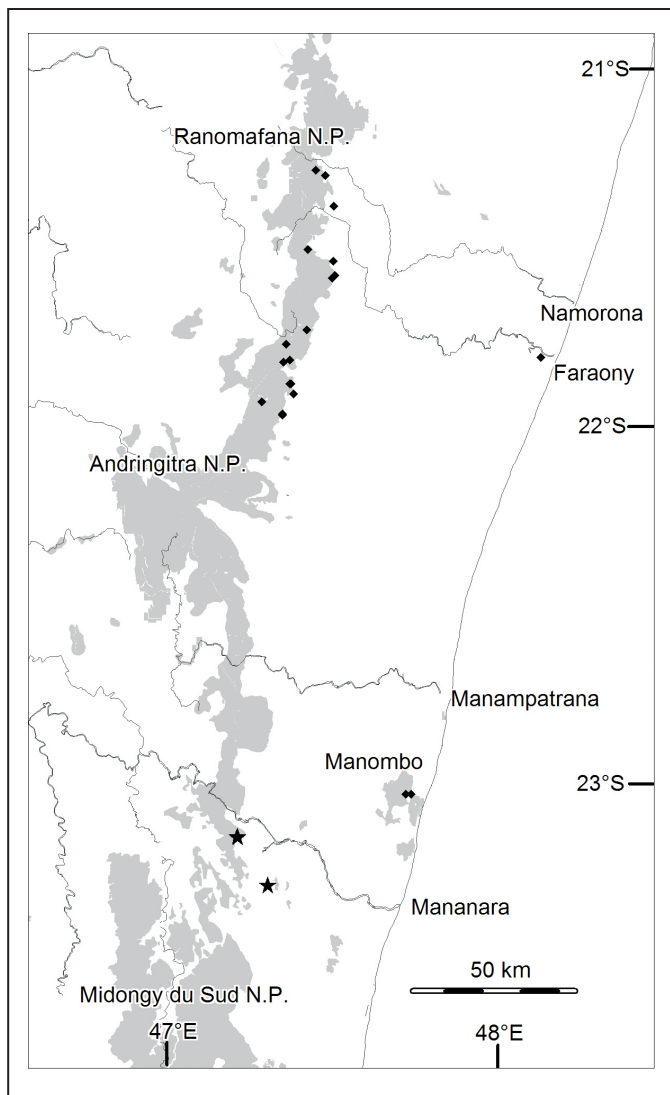 21°S
Ranomafana N.P.
Namorona
Faraony
22°S
Andringitra N.P.
Manampatrana
Manombo
23°S
Mananara
50 km
Midongy du Sud N.P.
47°E
48°E